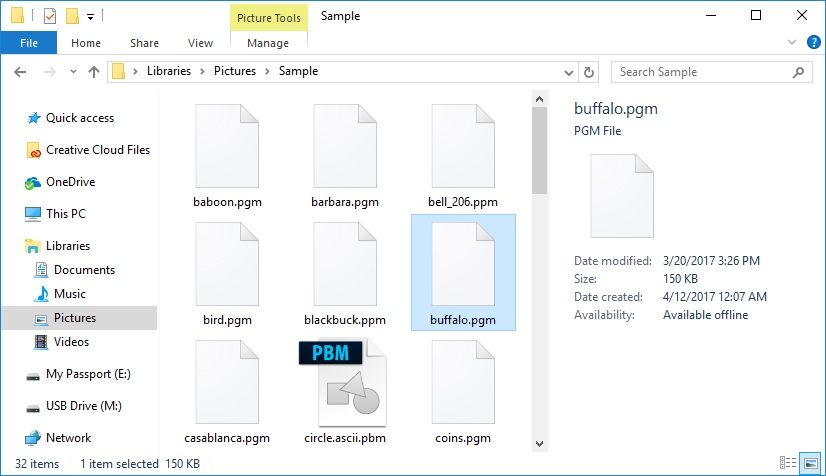 Picture Tools
Sample
File
Home
Share
View
Manage
?
Libraries
Pictures
Sample
Search Sample
Quick access
Creative Cloud Files
OneDrive
This PC
Libraries
Documents
Music
Pictures
Videos
My Passport (E:)
USB Drive (M:)
Network
baboon.pgm
barbara.pgm
bell_206.ppm
bird.pgm
blackbuck.ppm
buffalo.pgm
casablanca.pgm
PBM
circle.ascii.pbm
coins.pgm
buffalo.pgm
PGM File
Date modified: 3/20/2017 3:26 PM
Size: 150 KB
Date created: 4/12/2017 12:07 AM
Availability: Available offline
32 items
1 item selected 150 KB